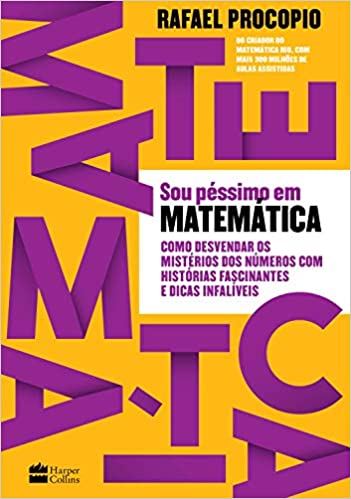 RAFAEL PROCOPIO
DO CRIADOR DO
MATEMÁTICA RIO, COM
MAIS 300 MILHÕES DE
AULAS ASSISTIDAS
MATEMÁTICA
Sou péssimo em
MATEMÁTICA
COMO DESVENDAR OS
MISTÉRIOS DOS NÚMEROS COM
HISTÓRIAS FASCINANTES
E DICAS INFALÍVEIS
Harper
Collins